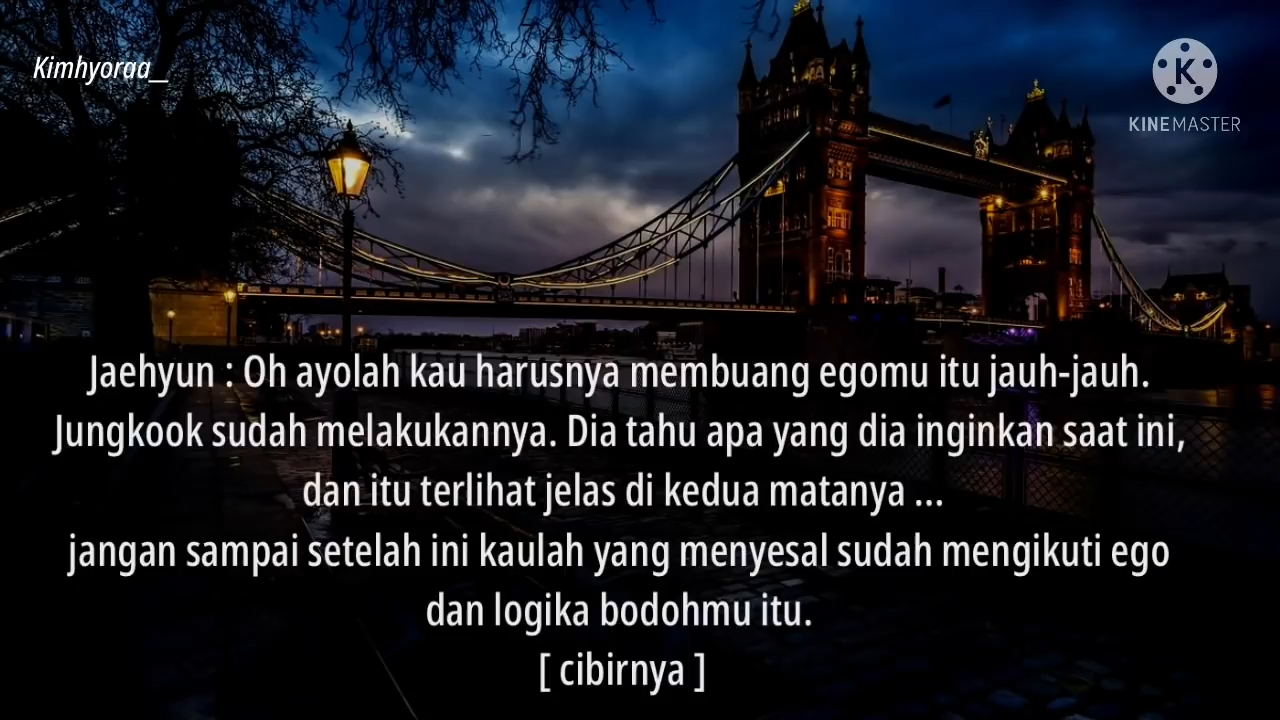 Kimhyoraa_
K
KINEMASTER
Jaehyun : Oh ayolah kau harusnya membuang egomu itu jauh-jauh.
Jungkook sudah melakukannya. Dia tahu apa yang dia inginkan saat ini,
dan itu terlihat jelas di kedua matanya ...
jangan sampai setelah ini kaulah yang menyesal sudah mengikuti ego
dan logika bodohmu itu.
[ cibirnya ]